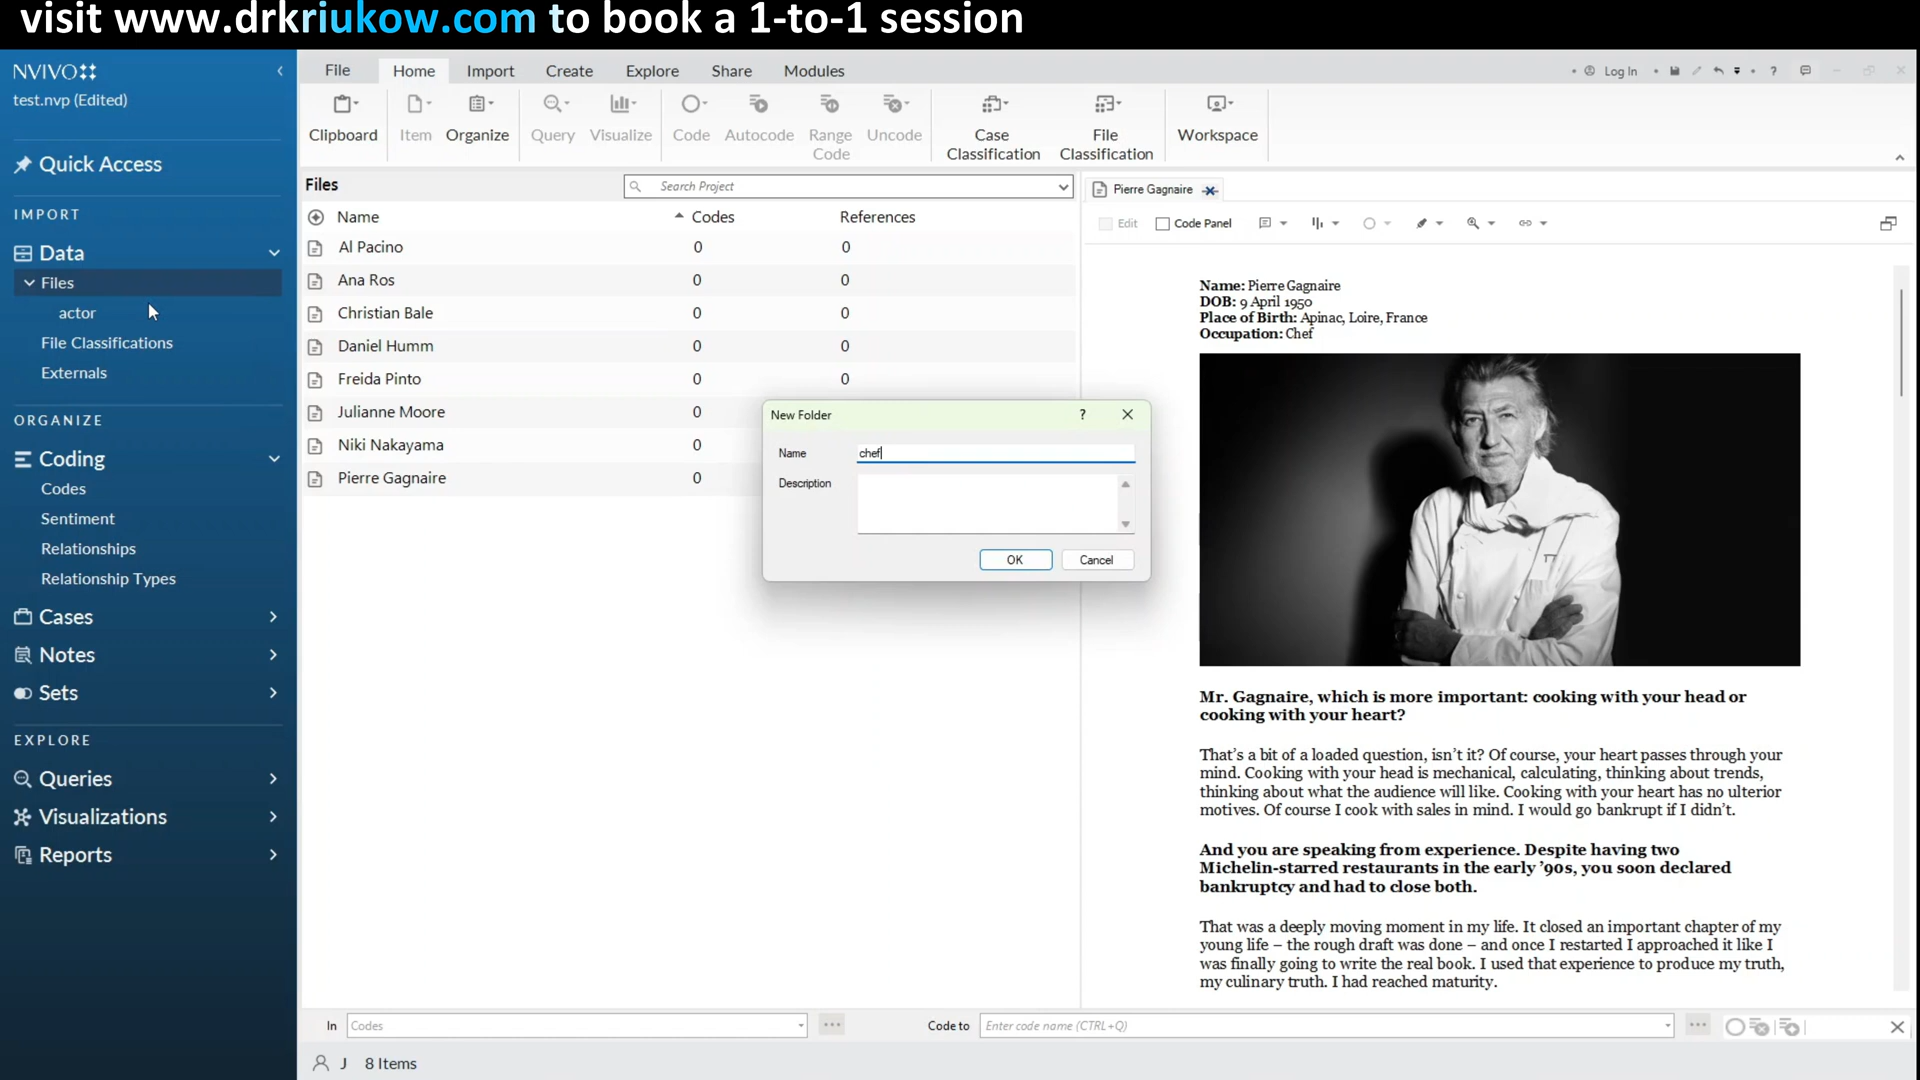 visit www.drkriukow.com to book a 1-to-1 session
NVIVO
test.nvp (Edited)
Quick Access
IMPORT
Data
Files
actor
File Classifications
Externals
ORGANIZE
Coding
Codes
Sentiment
Relationships
Relationship Types
Cases
Notes
Sets
EXPLORE
Queries
Visualizations
Reports
File Home Import Create Explore Share Modules
Log In ?
Clipboard Item Organize Query Visualize Code Autocode Range Code Uncode Case Classification File Classification Workspace
Files
Search Project
Name Codes References
Al Pacino 0 0
Ana Ros 0 0
Christian Bale 0 0
Daniel Humm 0 0
Freida Pinto 0 0
Julianne Moore 0
Niki Nakayama 0
Pierre Gagnaire 0
New Folder ?
Name chef
Description
OK Cancel
Pierre Gagnaire
Edit Code Panel
Name: Pierre Gagnaire
DOB: 9 April 1950
Place of Birth: Apinac, Loire, France
Occupation: Chef
Mr. Gagnaire, which is more important: cooking with your head or
cooking with your heart?
That's a bit of a loaded question, isn't it? Of course, your heart passes through your
mind. Cooking with your head is mechanical, calculating, thinking about trends,
thinking about what the audience will like. Cooking with your heart has no ulterior
motives. Of course I cook with sales in mind. I would go bankrupt if I didn't.
And you are speaking from experience. Despite having two
Michelin-starred restaurants in the early '90s, you soon declared
bankruptcy and had to close both.
That was a deeply moving moment in my life. It closed an important chapter of my
young life – the rough draft was done – and once I restarted I approached it like I
was finally going to write the real book. I used that experience to produce my truth,
my culinary truth. I had reached maturity.
In Codes
Code to Enter code name (CTRL+Q)
J 8 Items